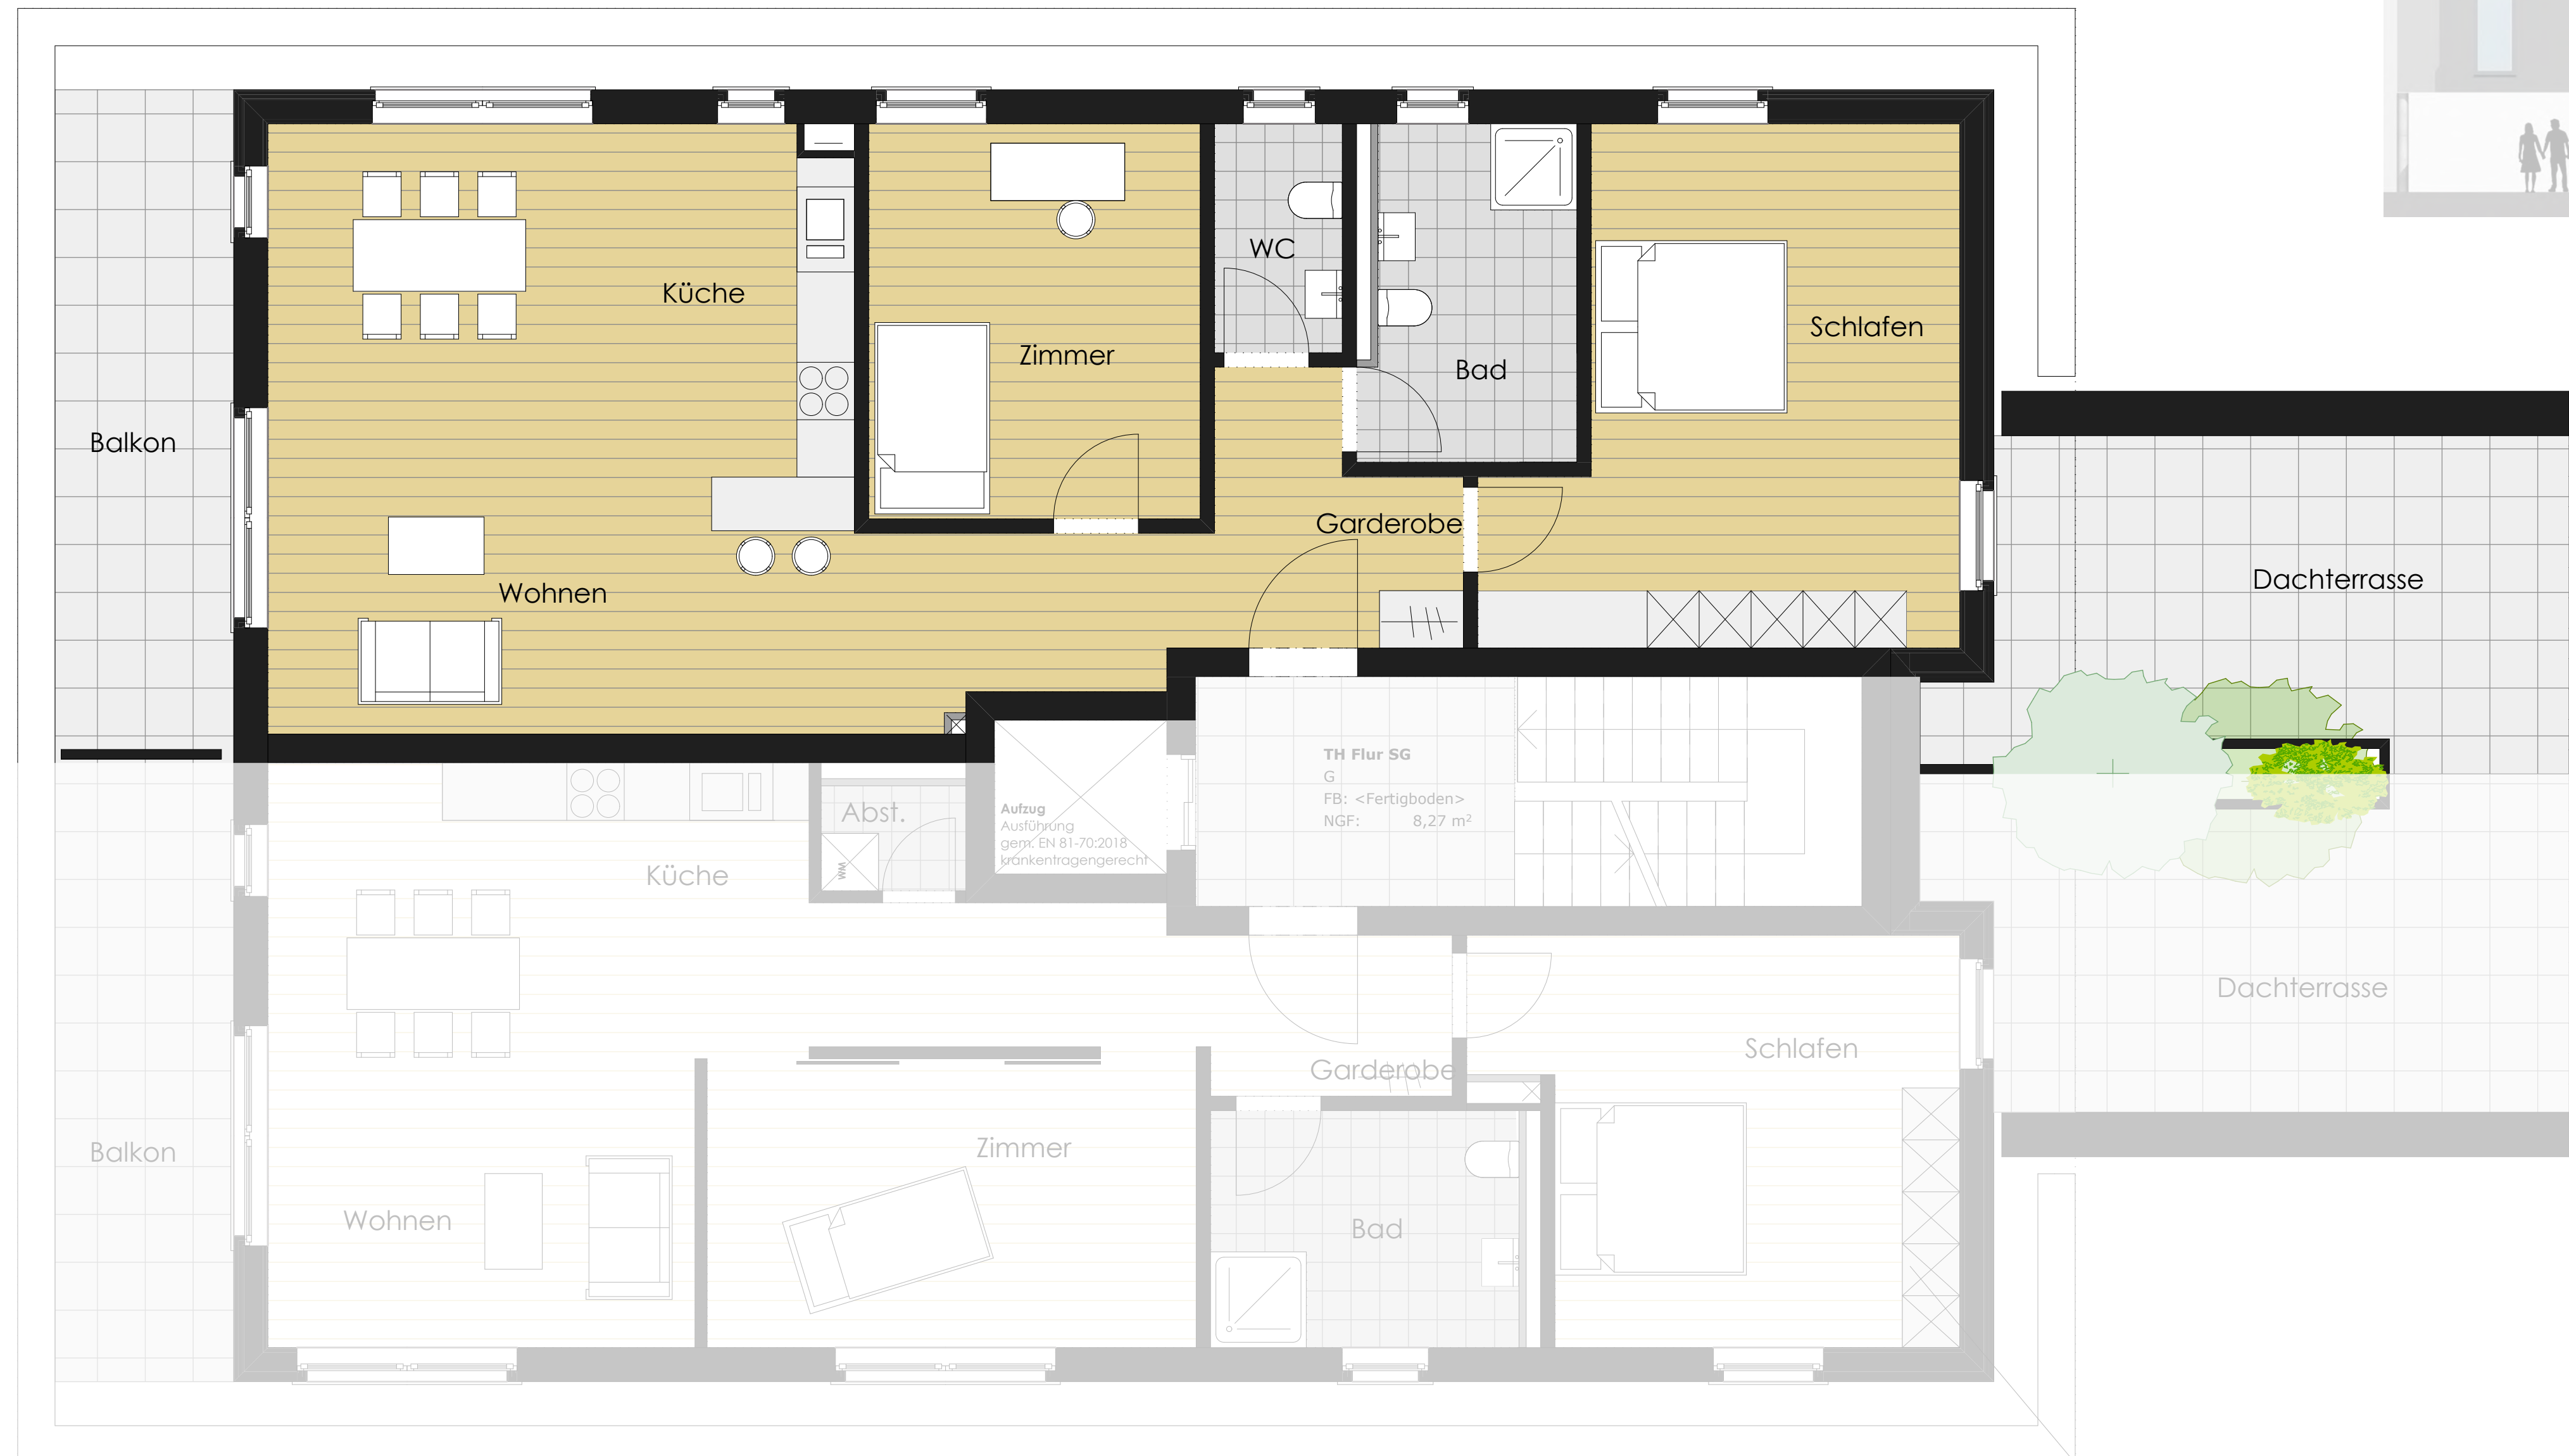 WC
Küche
Schlafen
Zimmer
Bad
Balkon
Garderobe
Dachterrasse
Wohnen
TH Flur SG
G
FB: <Fertigboden>
NGF: 8,27 m²
Abst.
Aufzug
Ausführung
gem. EN 81-70:2018
krankentragengerecht
WM
Küche
Dachterrasse
Schlafen
Garderobe
Balkon
Zimmer
Wohnen
Bad